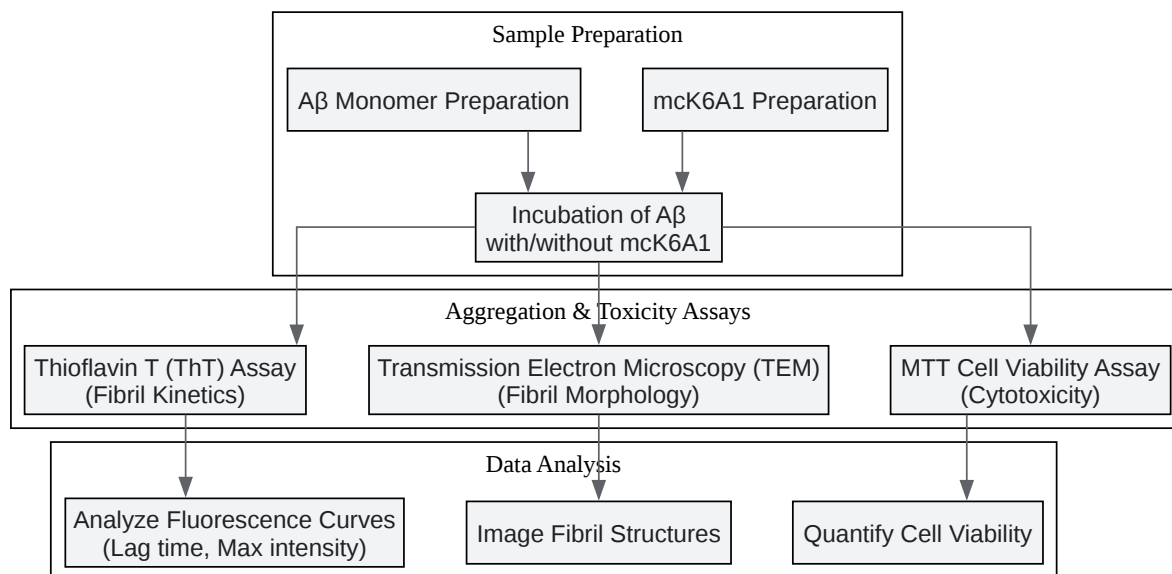 Sample Preparation
Aβ Monomer Preparation
mcK6A1 Preparation
Incubation of Aβ
with/without mcK6A1
Aggregation & Toxicity Assays
Thioflavin T (ThT) Assay
(Fibril Kinetics)
Transmission Electron Microscopy (TEM)
(Fibril Morphology)
MTT Cell Viability Assay
(Cytotoxicity)
Data Analysis
Analyze Fluorescence Curves
(Lag time, Max intensity)
Image Fibril Structures
Quantify Cell Viability